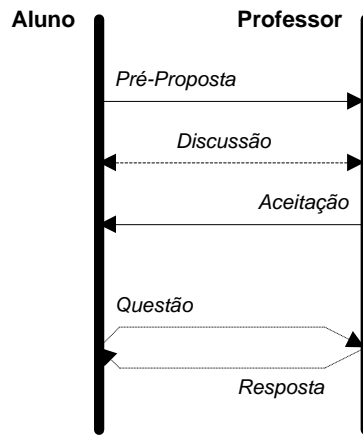 Aluno Professor
Pré-Proposta
Discussão
Aceitação
Questão
Resposta